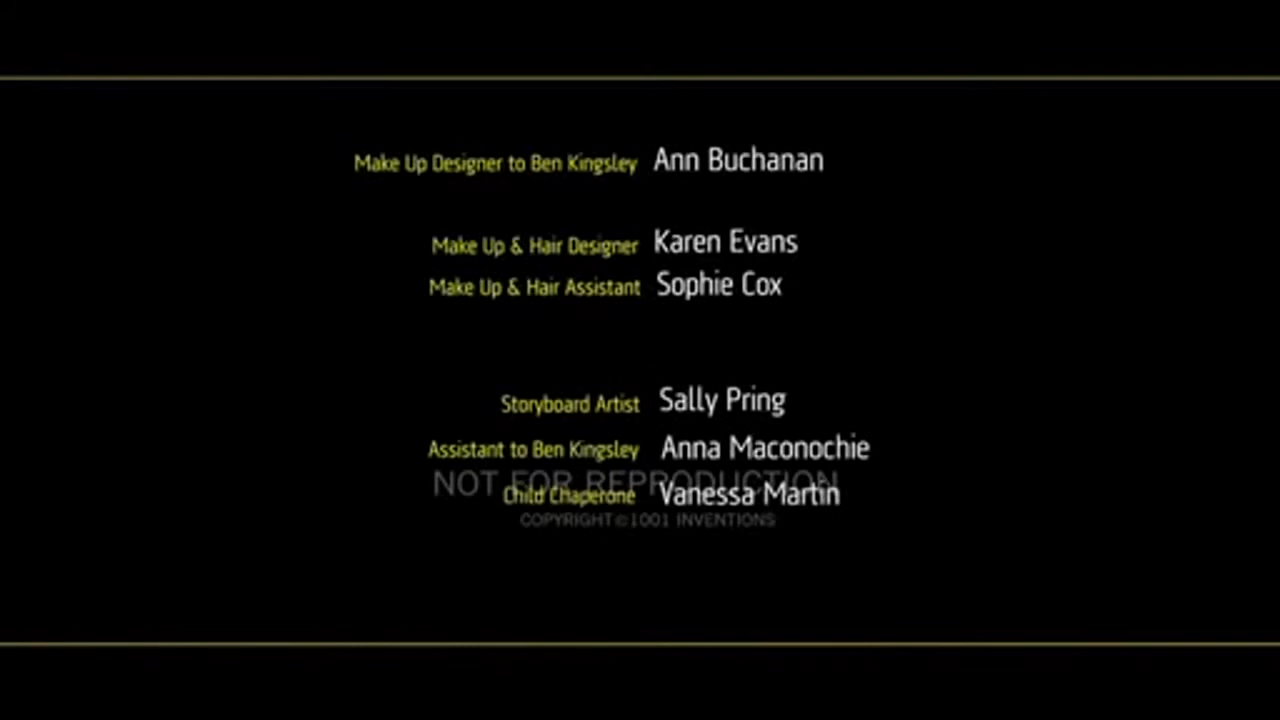 Make Up Designer to Ben Kingsley Ann Buchanan
Make Up & Hair Designer Karen Evans
Make Up & Hair Assistant Sophie Cox
Storyboard Artist Sally Pring
Assistant to Ben Kingsley Anna Maconochie
NOT FOR REPRODUCTION
Child Chaperone Vanessa Martin
COPYRIGHT©1001 INVENTIONS